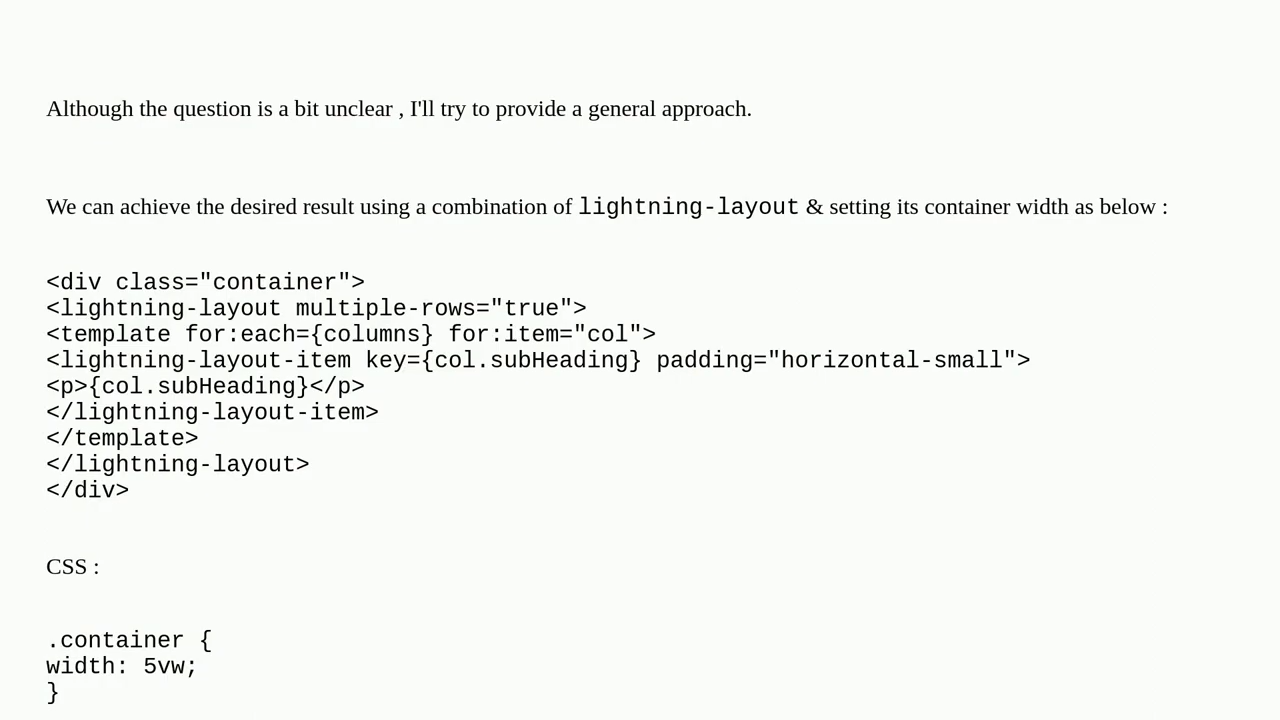 Although the question is a bit unclear , I'll try to provide a general approach.
We can achieve the desired result using a combination of lightning-layout & setting its container width as below :
<div class="container">
<lightning-layout multiple-rows="true">
<template for:each={columns} for:item="col">
<lightning-layout-item key={col.subHeading} padding="horizontal-small">
<p>{col.subHeading}</p>
</lightning-layout-item>
</template>
</lightning-layout>
</div>
CSS :
.container {
width: 5vw;
}